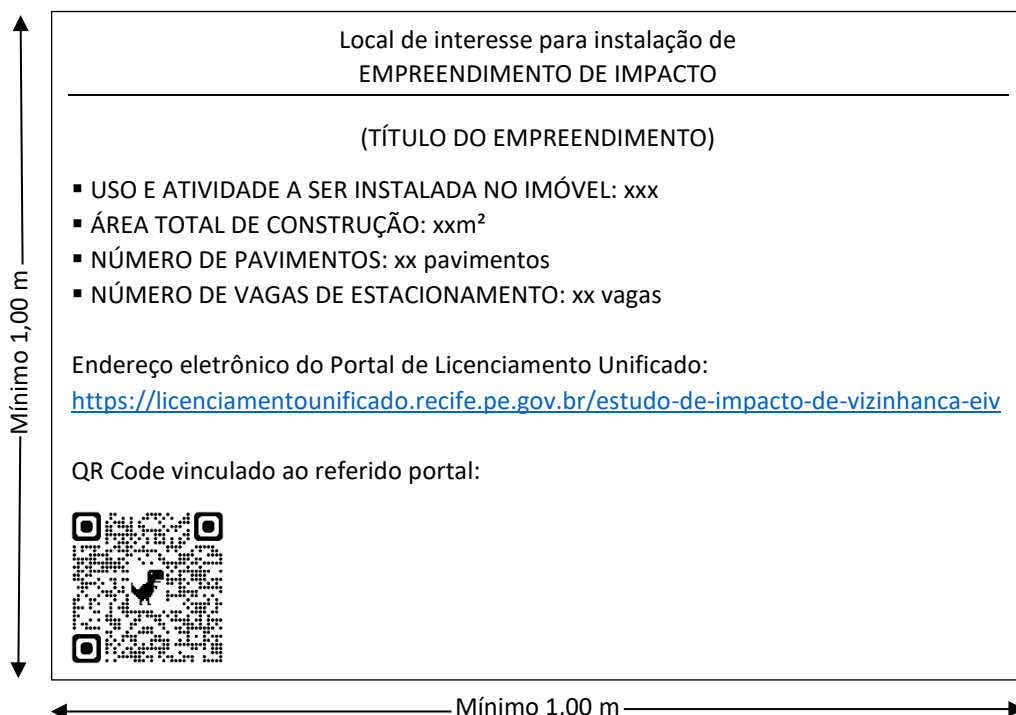 Local de interesse para instalação de
EMPREENDIMENTO DE IMPACTO
(TÍTULO DO EMPREENDIMENTO)
▪ USO E ATIVIDADE A SER INSTALADA NO IMÓVEL: xxx
▪ ÁREA TOTAL DE CONSTRUÇÃO: xxm²
▪ NÚMERO DE PAVIMENTOS: xx pavimentos
▪ NÚMERO DE VAGAS DE ESTACIONAMENTO: xx vagas
Endereço eletrônico do Portal de Licenciamento Unificado:
https://licenciamentounificado.recife.pe.gov.br/estudo-de-impacto-de-vizinhanca-eiv
QR Code vinculado ao referido portal:
Mínimo 1,00 m
Mínimo 1,00 m